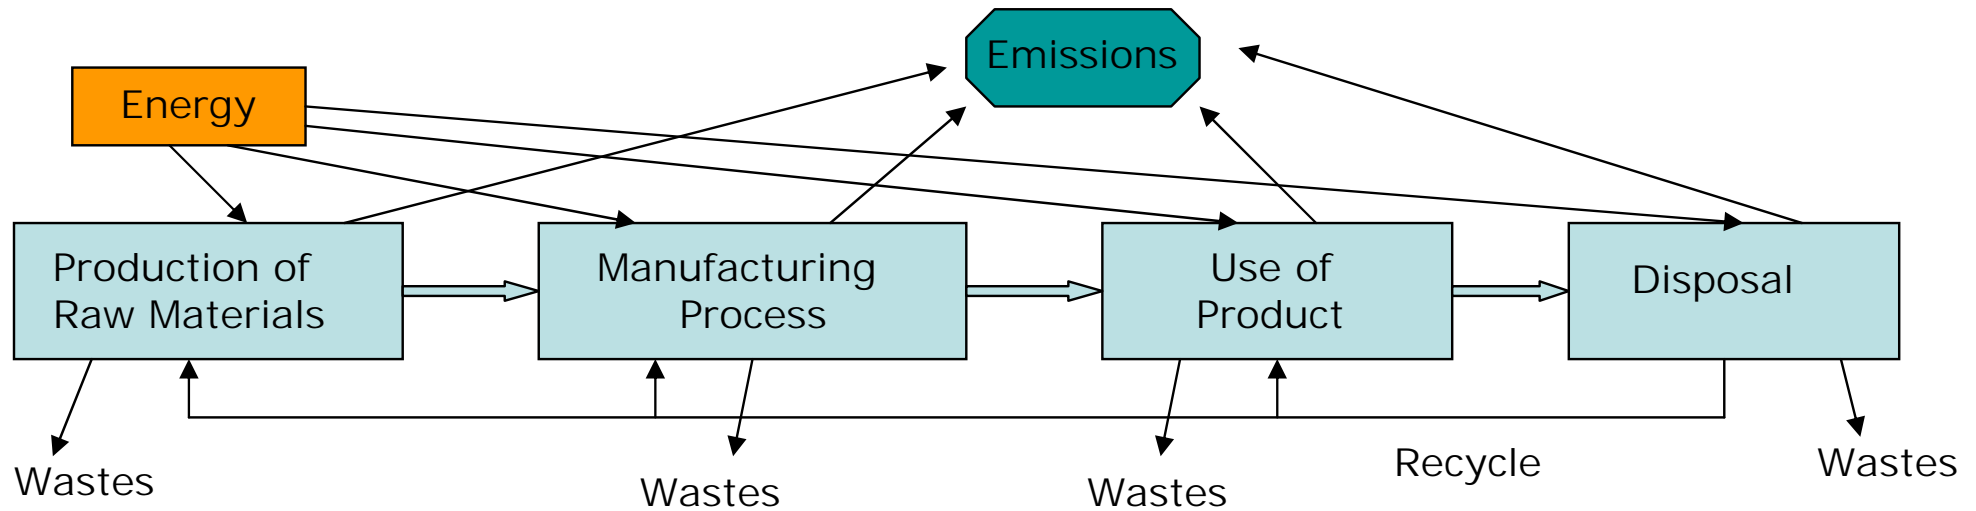 Emissions
Energy
Production of
Raw Materials
Manufacturing
Process
Use of
Product
Disposal
Wastes
Wastes
Wastes
Recycle
Wastes